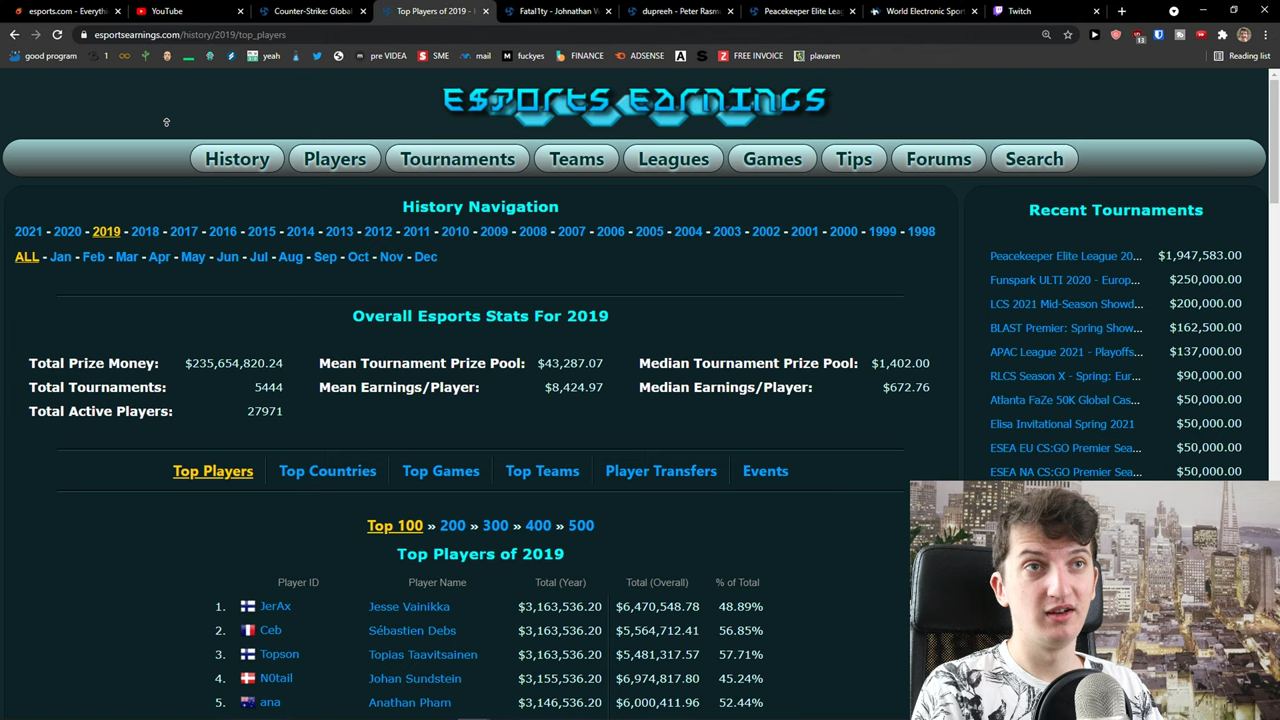 esports.com - Everythi
YouTube
Counter-Strike: Global
Top Players of 2019 -
Fatal1ty - Johnathan W
dupreeh - Peter Rasm
Peacekeeper Elite Leag
World Electronic Sport
Twitch
esportsearnings.com/history/2019/top_players
13
good program
1
yeah
pre VIDEA
SME
mail
fuckyes
FINANCE
ADSENSE
FREE INVOICE
plavaren
Reading list
ESPORTS EARNINGS
History Players Tournaments Teams Leagues Games Tips Forums Search
History Navigation
2021 - 2020 - 2019 - 2018 - 2017 - 2016 - 2015 - 2014 - 2013 - 2012 - 2011 - 2010 - 2009 - 2008 - 2007 - 2006 - 2005 - 2004 - 2003 - 2002 - 2001 - 2000 - 1999 - 1998
ALL - Jan - Feb - Mar - Apr - May - Jun - Jul - Aug - Sep - Oct - Nov - Dec
Overall Esports Stats For 2019
Total Prize Money: $235,654,820.24 Mean Tournament Prize Pool: $43,287.07 Median Tournament Prize Pool: $1,402.00
Total Tournaments: 5444 Mean Earnings/Player: $8,424.97 Median Earnings/Player: $672.76
Total Active Players: 27971
Top Players Top Countries Top Games Top Teams Player Transfers Events
Top 100 » 200 » 300 » 400 » 500
Top Players of 2019
Player ID Player Name Total (Year) Total (Overall) % of Total
1. JerAx Jesse Vainikka $3,163,536.20 $6,470,548.78 48.89%
2. Ceb Sébastien Debs $3,163,536.20 $5,564,712.41 56.85%
3. Topson Topias Taavitsainen $3,163,536.20 $5,481,317.57 57.71%
4. N0tail Johan Sundstein $3,155,536.20 $6,974,817.80 45.24%
5. ana Anathan Pham $3,146,536.20 $6,000,411.96 52.44%
Recent Tournaments
Peacekeeper Elite League 20... $1,947,583.00
Funspark ULTI 2020 - Europ... $250,000.00
LCS 2021 Mid-Season Showd... $200,000.00
BLAST Premier: Spring Show... $162,500.00
APAC League 2021 - Playoffs... $137,000.00
RLCS Season X - Spring: Eur... $90,000.00
Atlanta FaZe 50K Global Cas... $50,000.00
Elisa Invitational Spring 2021 $50,000.00
ESEA EU CS:GO Premier Sea... $50,000.00
ESEA NA CS:GO Premier Sea... $50,000.00